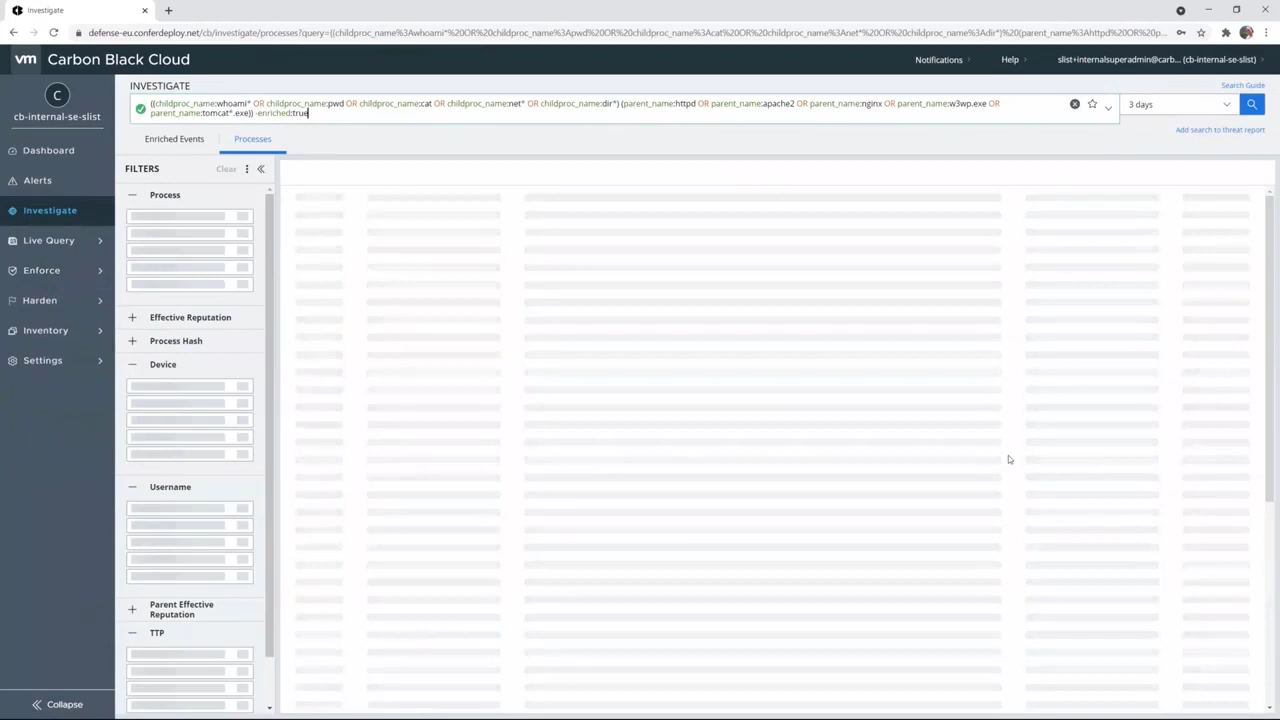 Investigate
defense-eu.conferdeploy.net/cb/investigate/processes?query=((childproc_name%3Awhoami*%20OR%20childproc_name%3Apwd%20OR%20childproc_name%3Acat%20OR%20childproc_name%3Anet*%20OR%20childproc_name%3Adir*)%20(parent_name%3Ahttpd%20OR%20parent_name%3Aapache2%20OR%20p...
vm Carbon Black Cloud
Notifications
Help
slist+internalsuperadmin@carb... (cb-internal-se-slist)
C
cb-internal-se-slist
Dashboard
Alerts
Investigate
Live Query
Enforce
Harden
Inventory
Settings
Collapse
INVESTIGATE
Search Guide
((childproc_name:whoami* OR childproc_name:pwd OR childproc_name:cat OR childproc_name:net* OR childproc_name:dir*) (parent_name:httpd OR parent_name:apache2 OR parent_name:nginx OR parent_name:w3wp.exe OR
parent_name:tomcat*.exe)) -enriched:true
3 days
Add search to threat report
Enriched Events
Processes
FILTERS
Clear
Process
Effective Reputation
Process Hash
Device
Username
Parent Effective
Reputation
TTP